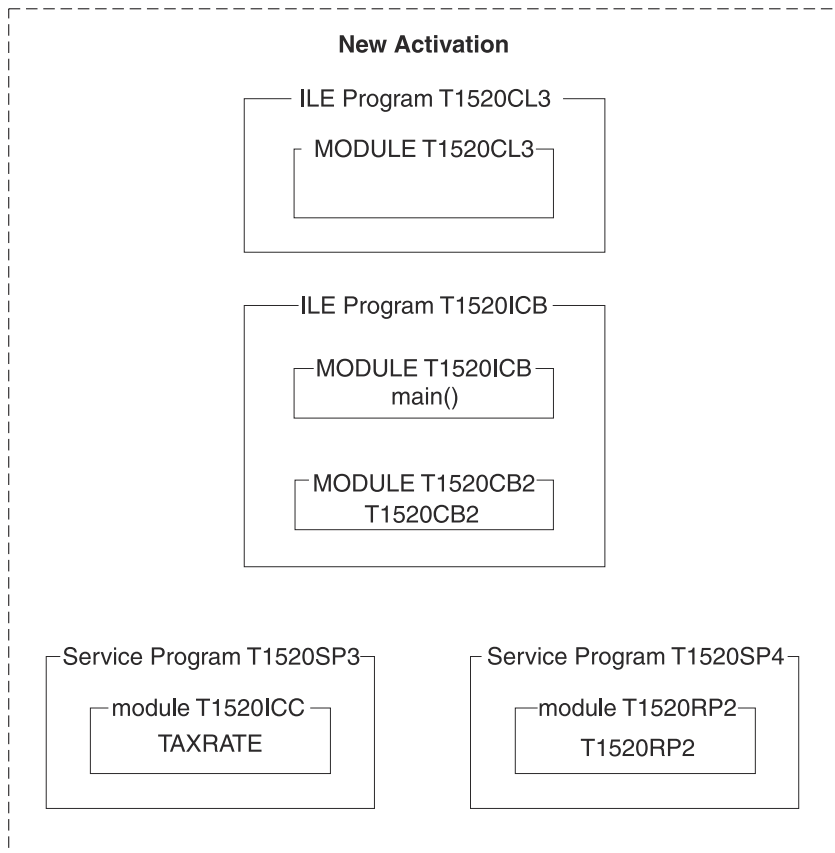 New Activation
ILE Program T1520CL3
MODULE T1520CL3
ILE Program T1520ICB
MODULE T1520ICB
main()
MODULE T1520CB2
T1520CB2
Service Program T1520SP3
module T1520ICC
TAXRATE
Service Program T1520SP4
module T1520RP2
T1520RP2